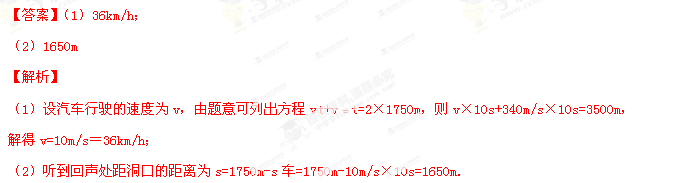 【答案】(1) 36km/h;
(2) 1650m
【解析】
(1) 设汽车行驶的速度为v, 由题意可列出方程 vt+v t=2×1750m, 则 v×10s+340m/s×10s=3500m,
解得 v=10m/s＝36km/h;
(2) 听到回声处距洞口的距离为 s=1750m-s车=1750m-10m/s×10s=1650m.